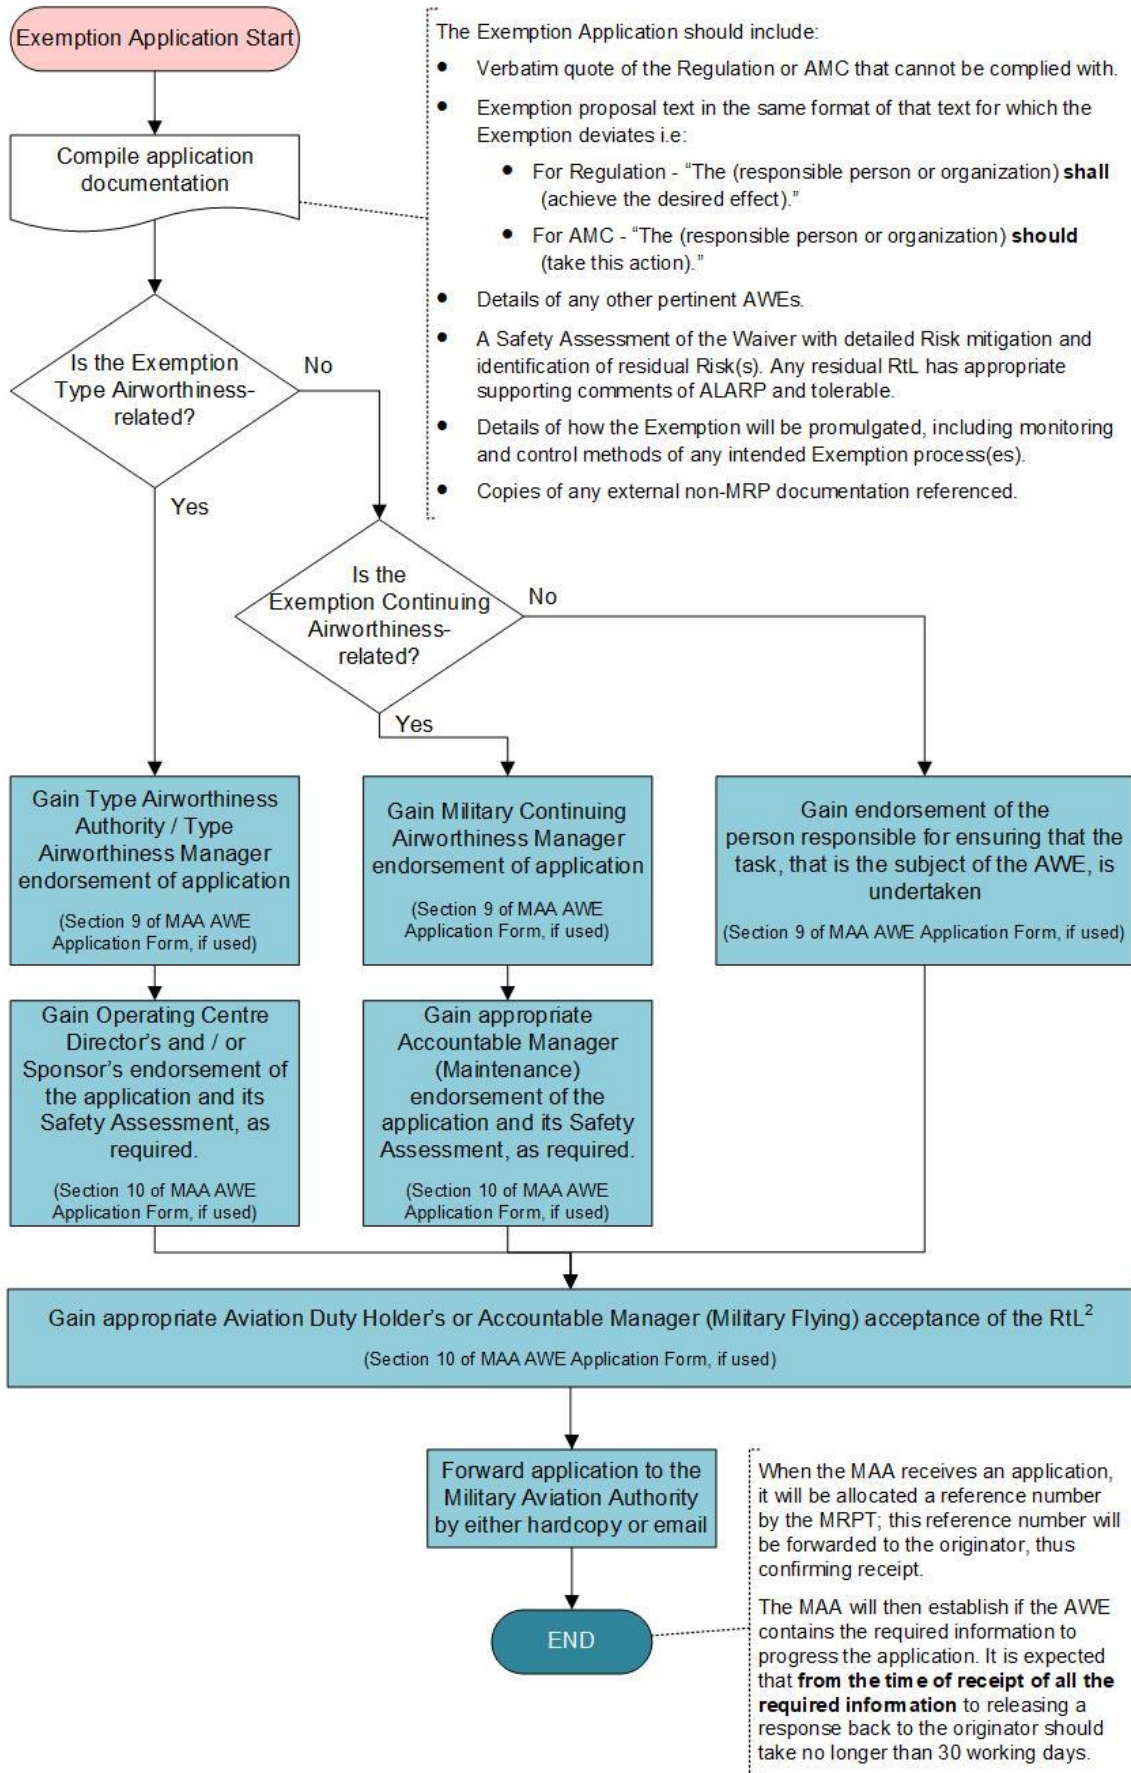 Exemption Application Start
The Exemption Application should include:
● Verbatim quote of the Regulation or AMC that cannot be complied with.
● Exemption proposal text in the same format of that text for which the
Exemption deviates i.e:
● For Regulation - “The (responsible person or organization) shall
(achieve the desired effect).”
● For AMC - “The (responsible person or organization) should
(take this action).”
● Details of any other pertinent AWEs.
● A Safety Assessment of the Waiver with detailed Risk mitigation and
identification of residual Risk(s). Any residual RtL has appropriate
supporting comments of ALARP and tolerable.
● Details of how the Exemption will be promulgated, including monitoring
and control methods of any intended Exemption process(es).
● Copies of any external non-MRP documentation referenced.
Compile application
documentation
Is the Exemption
Type Airworthiness-
related?
No
Yes
Is the
Exemption Continuing
Airworthiness-
related?
No
Yes
Gain Type Airworthiness
Authority / Type
Airworthiness Manager
endorsement of application
(Section 9 of MAA AWE
Application Form, if used)
Gain Military Continuing
Airworthiness Manager
endorsement of application
(Section 9 of MAA AWE
Application Form, if used)
Gain endorsement of the
person responsible for ensuring that the
task, that is the subject of the AWE, is
undertaken
(Section 9 of MAA AWE Application Form, if used)
Gain Operating Centre
Director's and / or
Sponsor's endorsement of
the application and its
Safety Assessment, as
required.
(Section 10 of MAA AWE
Application Form, if used)
Gain appropriate
Accountable Manager
(Maintenance)
endorsement of the
application and its Safety
Assessment, as required.
(Section 10 of MAA AWE
Application Form, if used)
Gain appropriate Aviation Duty Holder's or Accountable Manager (Military Flying) acceptance of the RtL²
(Section 10 of MAA AWE Application Form, if used)
Forward application to the
Military Aviation Authority
by either hardcopy or email
END
When the MAA receives an application,
it will be allocated a reference number
by the MRPT; this reference number will
be forwarded to the originator, thus
confirming receipt.
The MAA will then establish if the AWE
contains the required information to
progress the application. It is expected
that from the time of receipt of all the
required information to releasing a
response back to the originator should
take no longer than 30 working days.